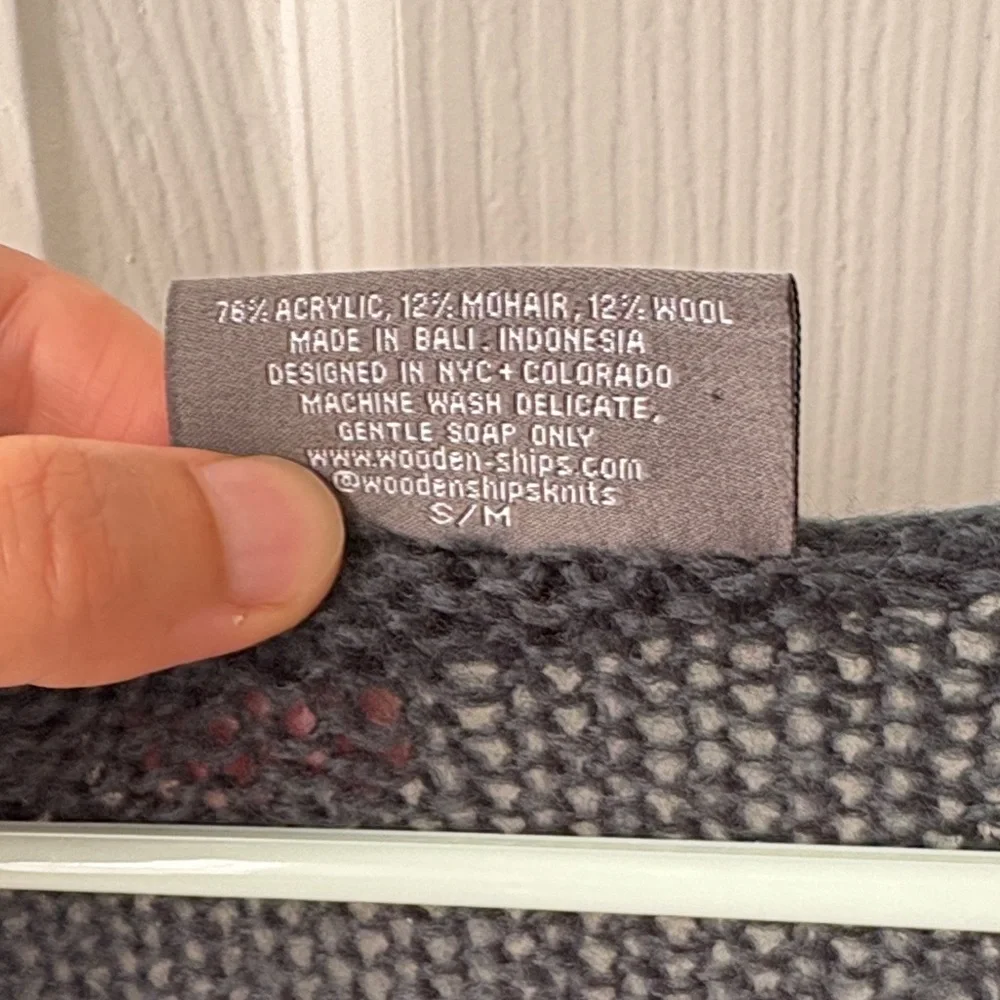 76% ACRYLIC, 12% MOHAIR, 12% WOOL
MADE IN BALI. INDONESIA
DESIGNED IN NYC + COLORADO
MACHINE WASH DELICATE,
GENTLE SOAP ONLY
www.wooden-ships.com
@woodenshipsknits
S/M